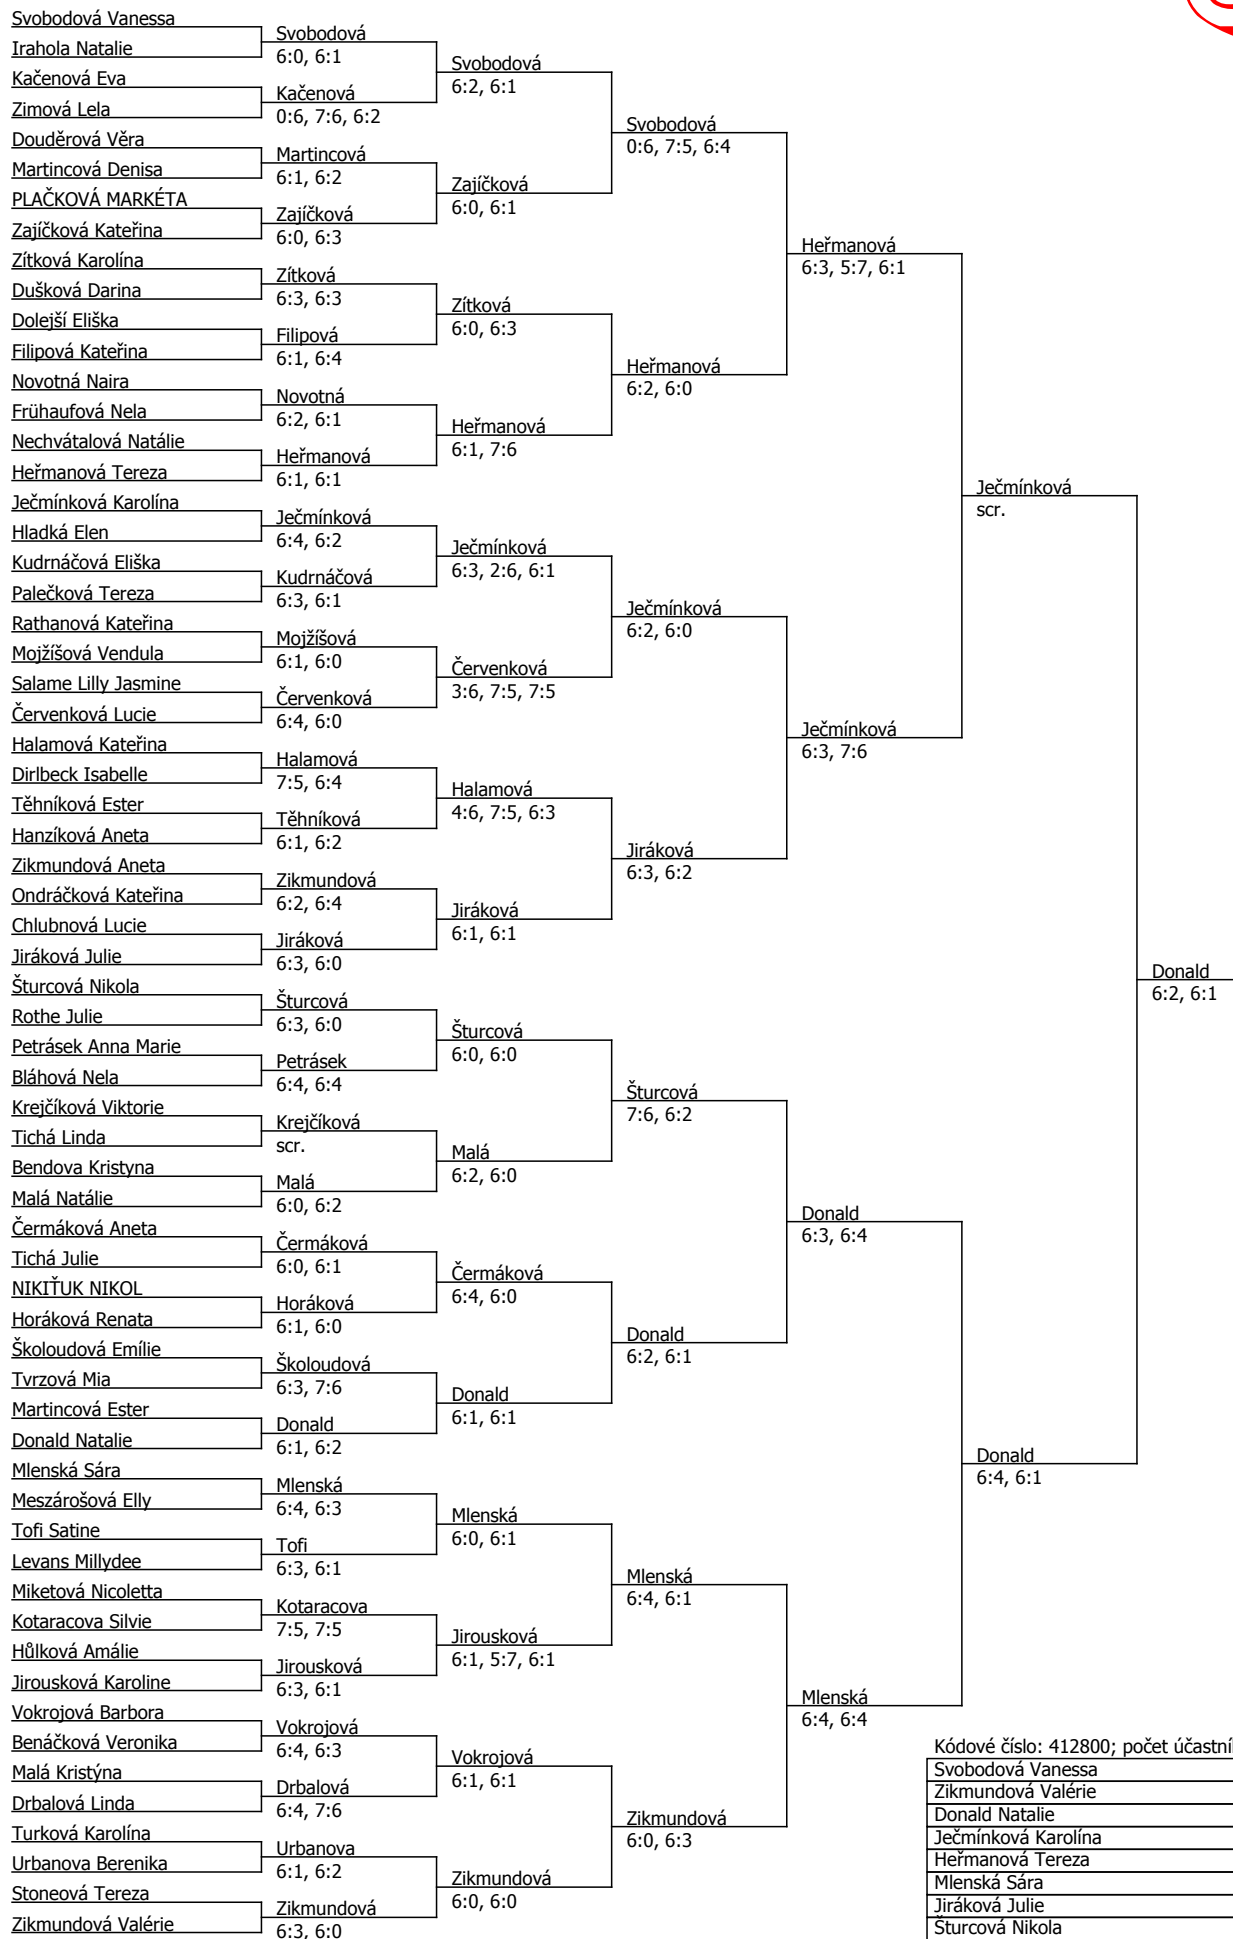 Svobodová Vanessa
Irahola Natalie
Kačenová Eva
Zimová Lela
Douděrová Věra
Martincová Denisa
PLAČKOVÁ MARKÉTA
Zajíčková Kateřina
Zítková Karolína
Dušková Darina
Dolejší Eliška
Filipová Kateřina
Novotná Naira
Frühaufová Nela
Nechvátalová Natálie
Heřmanová Tereza
Ječmínková Karolína
Hladká Elen
Kudrnáčová Eliška
Palečková Tereza
Rathanová Kateřina
Mojžíšová Vendula
Salame Lilly Jasmine
Červenková Lucie
Halamová Kateřina
Dirlbeck Isabelle
Těhníková Ester
Hanzíková Aneta
Zikmundová Aneta
Ondráčková Kateřina
Chlubnová Lucie
Jiráková Julie
Šturcová Nikola
Rothe Julie
Petrásek Anna Marie
Bláhová Nela
Krejčíková Viktorie
Tichá Linda
Bendova Kristyna
Malá Natálie
Čermáková Aneta
Tichá Julie
NIKIŤUK NIKOL
Horáková Renata
Školoudová Emílie
Tvrzová Mia
Martincová Ester
Donald Natalie
Mlenská Sára
Meszárošová Elly
Tofi Satine
Levans Millydee
Miketová Nicoletta
Kotaracova Silvie
Hůlková Amálie
Jirousková Karoline
Vokrojová Barbora
Benáčková Veronika
Malá Kristýna
Drbalová Linda
Turková Karolína
Urbanova Berenika
Stoneová Tereza
Zikmundová Valérie
Svobodová
6:0, 6:1
Kačenová
0:6, 7:6, 6:2
Martincová
6:1, 6:2
Zajíčková
6:0, 6:3
Zítková
6:3, 6:3
Filipová
6:1, 6:4
Novotná
6:2, 6:1
Heřmanová
6:1, 6:1
Ječmínková
6:4, 6:2
Kudrnáčová
6:3, 6:1
Mojžíšová
6:1, 6:0
Červenková
6:4, 6:0
Halamová
7:5, 6:4
Těhníková
6:1, 6:2
Zikmundová
6:2, 6:4
Jiráková
6:3, 6:0
Šturcová
6:3, 6:0
Petrásek
6:4, 6:4
Krejčíková
scr.
Malá
6:0, 6:2
Čermáková
6:0, 6:1
Horáková
6:1, 6:0
Školoudová
6:3, 7:6
Donald
6:1, 6:2
Mlenská
6:4, 6:3
Tofi
6:3, 6:1
Kotaracova
7:5, 7:5
Jirousková
6:3, 6:1
Vokrojová
6:4, 6:3
Drbalová
6:4, 7:6
Urbanova
6:1, 6:2
Zikmundová
6:3, 6:0
Svobodová
6:2, 6:1
Zajíčková
6:0, 6:1
Zítková
6:0, 6:3
Heřmanová
6:1, 7:6
Ječmínková
6:3, 2:6, 6:1
Červenková
3:6, 7:5, 7:5
Halamová
4:6, 7:5, 6:3
Jiráková
6:1, 6:1
Šturcová
6:0, 6:0
Malá
6:2, 6:0
Čermáková
6:4, 6:0
Donald
6:1, 6:1
Mlenská
6:0, 6:1
Jirousková
6:1, 5:7, 6:1
Vokrojová
6:1, 6:1
Zikmundová
6:0, 6:0
Svobodová
0:6, 7:5, 6:4
Heřmanová
6:2, 6:0
Ječmínková
6:2, 6:0
Jiráková
6:3, 6:2
Šturcová
7:6, 6:2
Donald
6:2, 6:1
Mlenská
6:4, 6:1
Zikmundová
6:0, 6:3
Heřmanová
6:3, 5:7, 6:1
Ječmínková
6:3, 7:6
Donald
6:3, 6:4
Mlenská
6:4, 6:4
Ječmínková
scr.
Donald
6:4, 6:1
Donald
6:2, 6:1
Kódové číslo: 412800; počet účastní
Svobodová Vanessa
Zikmundová Valérie
Donald Natalie
Ječmínková Karolína
Heřmanová Tereza
Mlenská Sára
Jiráková Julie
Šturcová Nikola